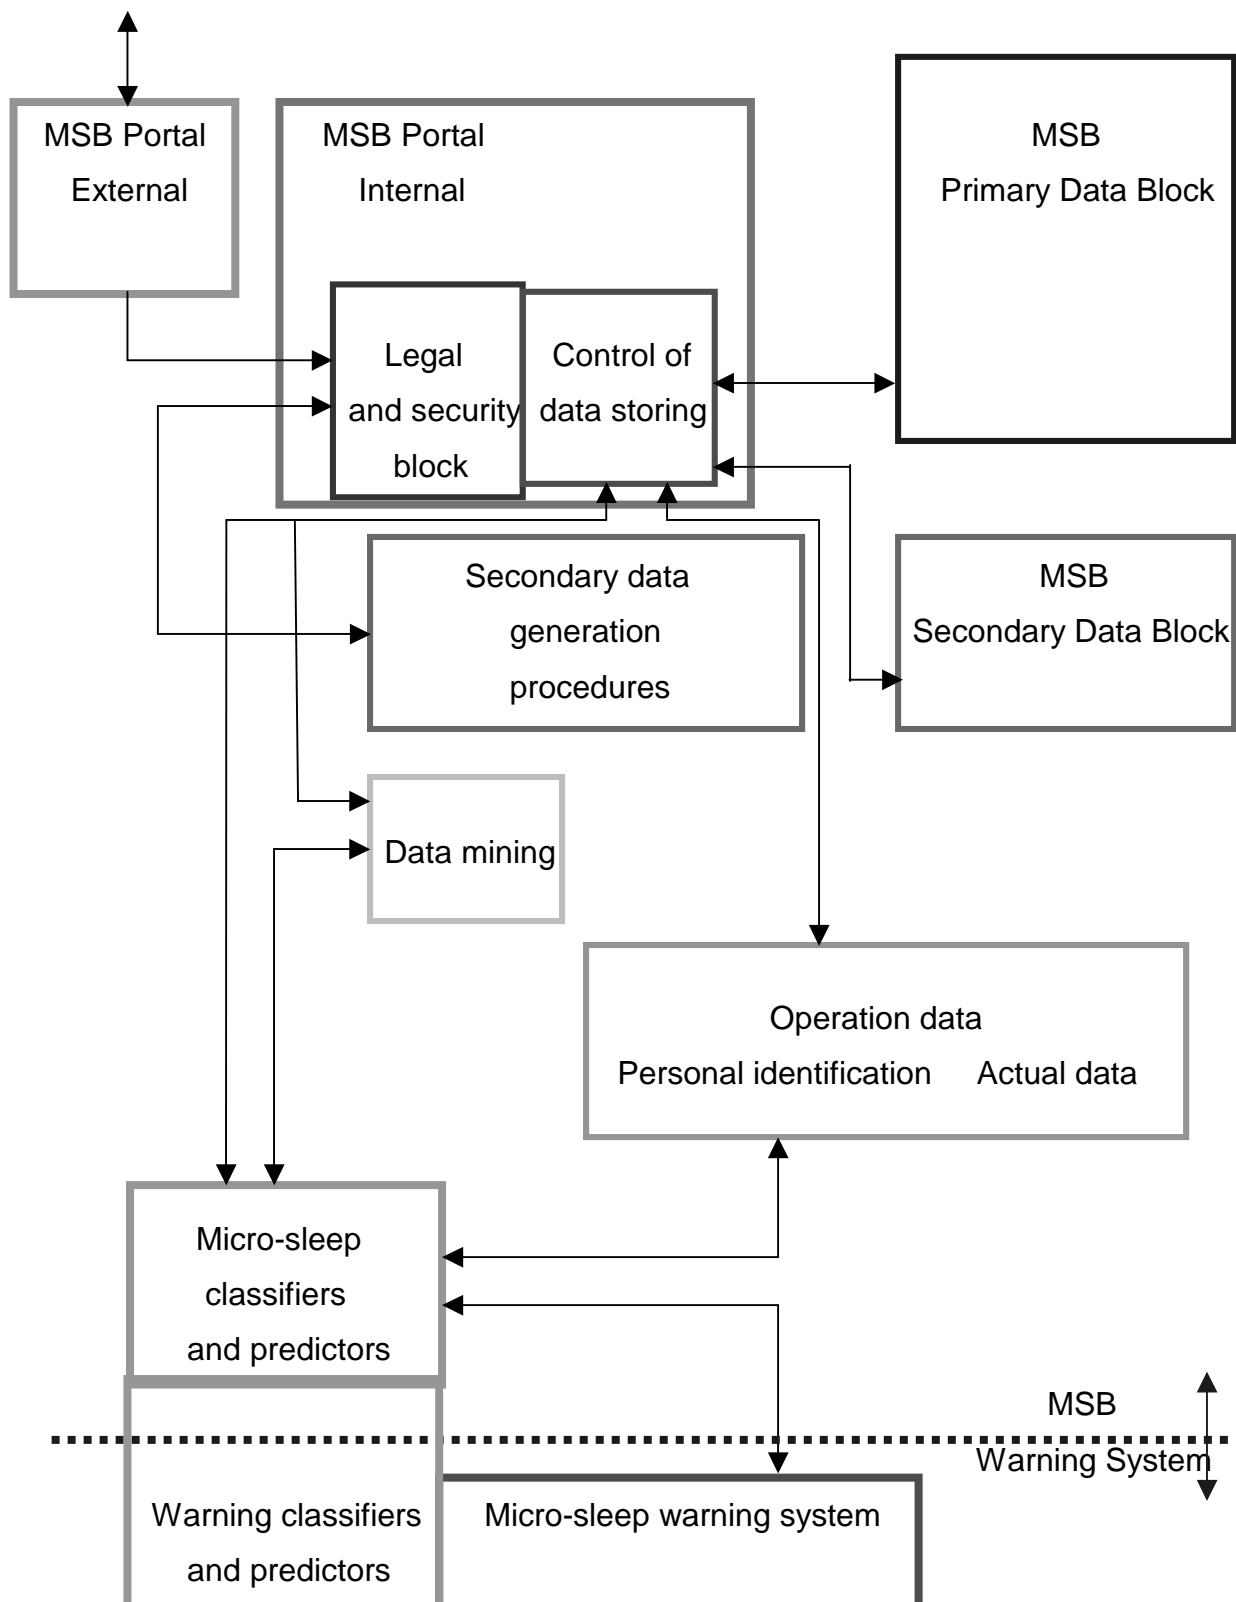 MSB Portal
External
MSB Portal
Internal
MSB
Primary Data Block
Legal
and security
block
Control of
data storing
Secondary data
generation
procedures
MSB
Secondary Data Block
Data mining
Operation data
Personal identification Actual data
Micro-sleep
classifiers
and predictors
MSB
Warning System
Warning classifiers
and predictors
Micro-sleep warning system